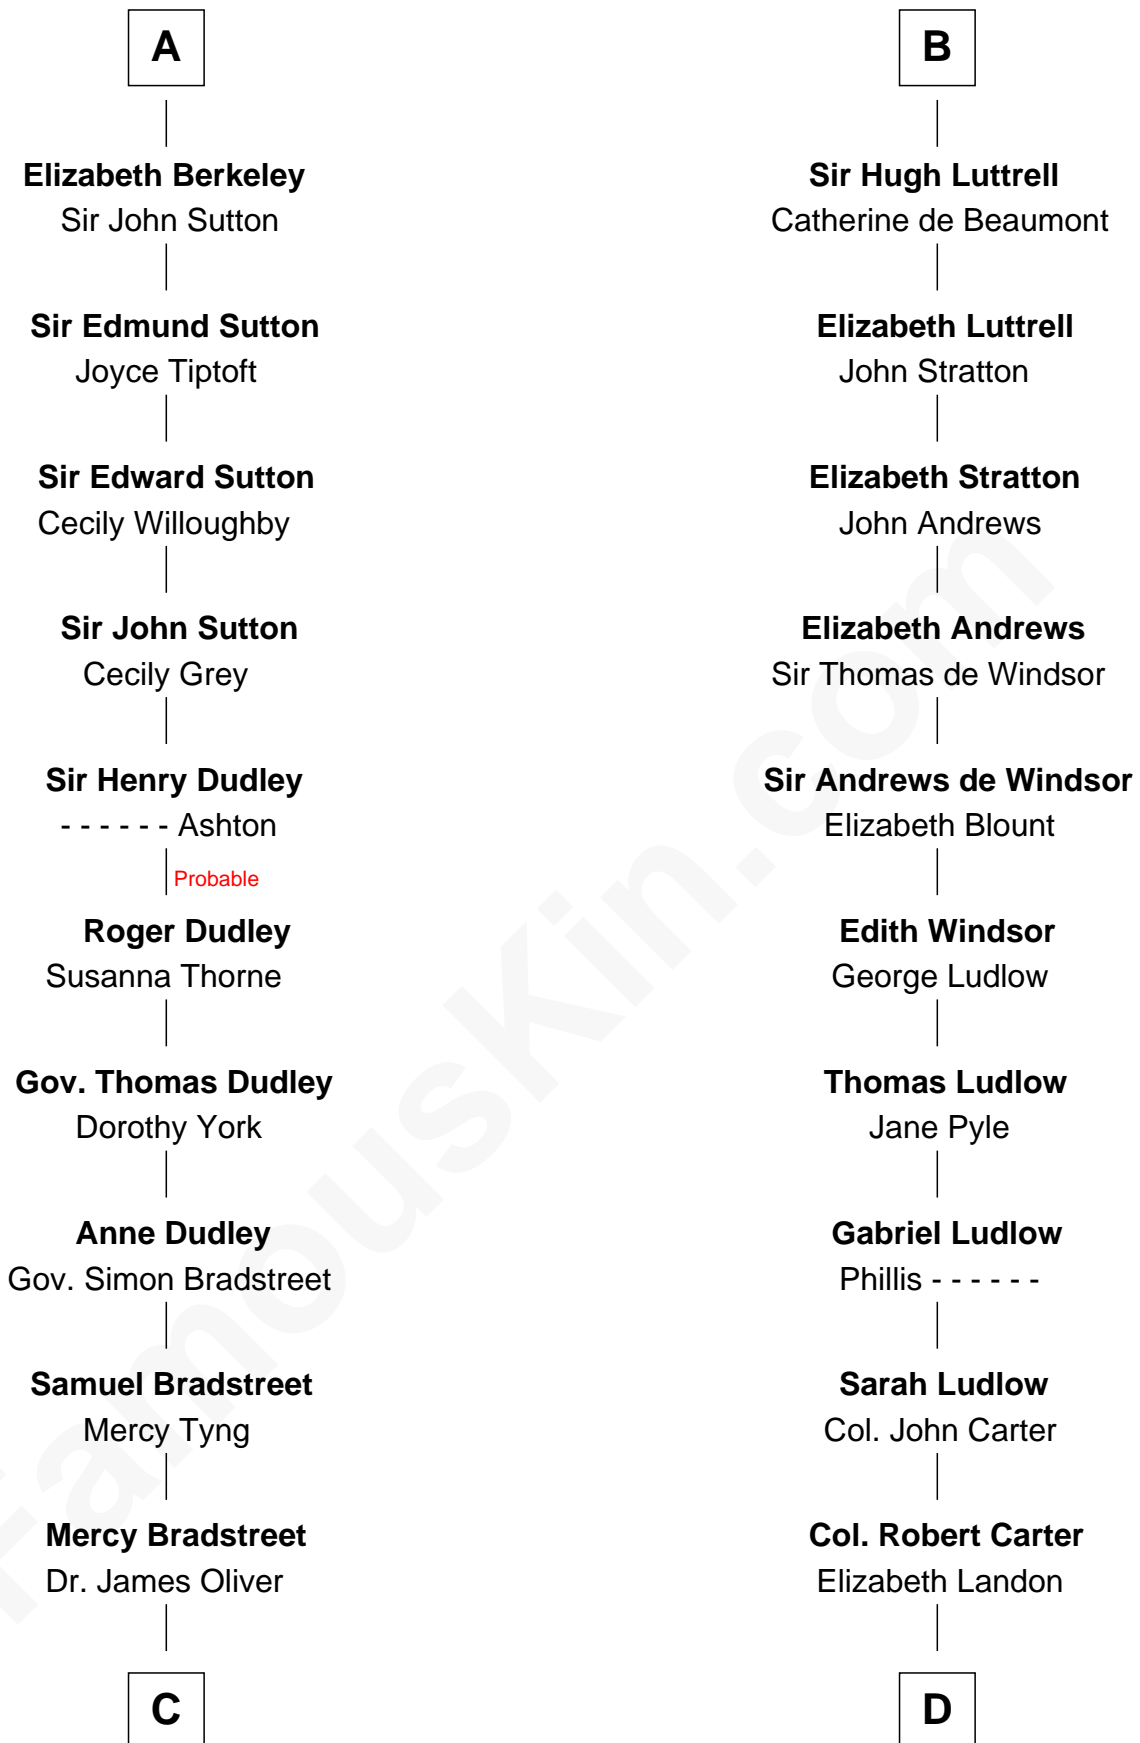 A
Elizabeth Berkeley
Sir John Sutton
Sir Edmund Sutton
Joyce Tiptoft
Sir Edward Sutton
Cecily Willoughby
Sir John Sutton
Cecily Grey
Sir Henry Dudley
- - - - - - Ashton
Probable
Roger Dudley
Susanna Thorne
Gov. Thomas Dudley
Dorothy York
Anne Dudley
Gov. Simon Bradstreet
Samuel Bradstreet
Mercy Tyng
Mercy Bradstreet
Dr. James Oliver
C
B
Sir Hugh Luttrell
Catherine de Beaumont
Elizabeth Luttrell
John Stratton
Elizabeth Stratton
John Andrews
Elizabeth Andrews
Sir Thomas de Windsor
Sir Andrews de Windsor
Elizabeth Blount
Edith Windsor
George Ludlow
Thomas Ludlow
Jane Pyle
Gabriel Ludlow
Phillis - - - - - -
Sarah Ludlow
Col. John Carter
Col. Robert Carter
Elizabeth Landon
D
FamousKin.com